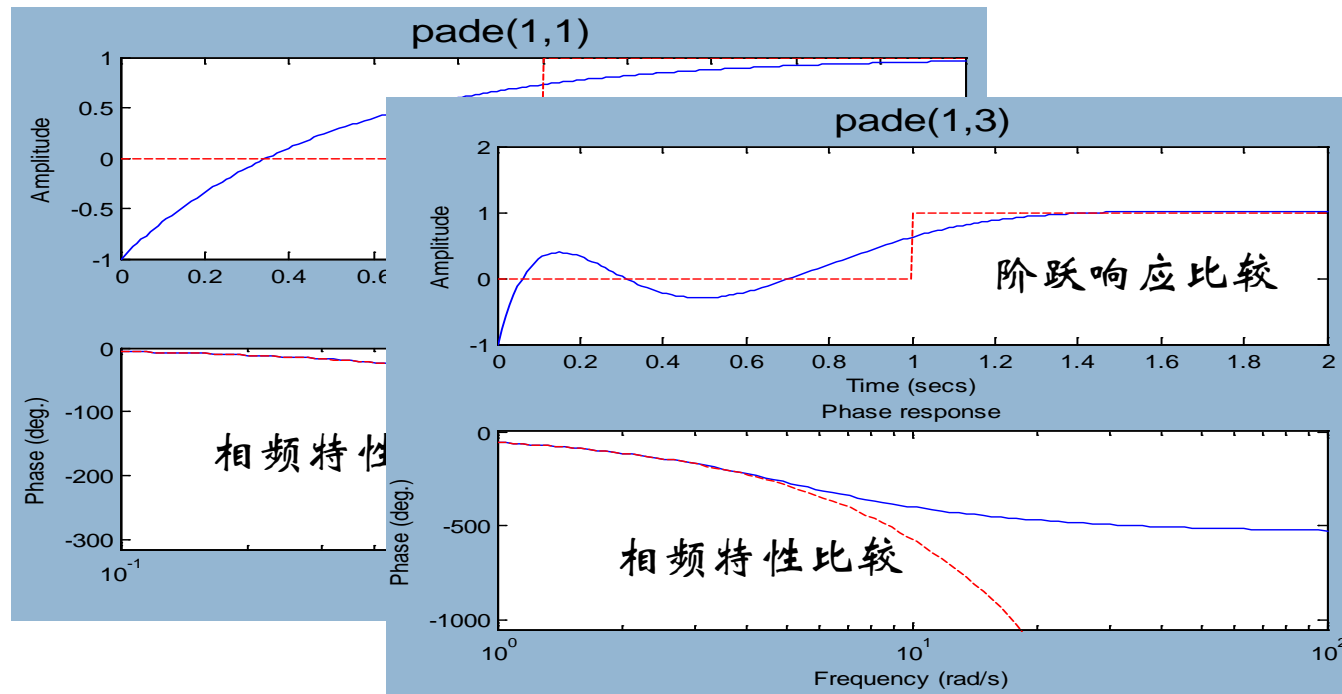 pade(1,1)
1
0.5
0
-0.5
-1
Amplitude
0
0.2
0.4
0.6
0
-100
-200
-300
Phase (deg.)
相频特性
10⁻¹
pade(1,3)
2
1
0
-1
Amplitude
阶跃响应比较
0
0.2
0.4
0.6
0.8
1
1.2
1.4
1.6
1.8
2
Time (secs)
Phase response
0
-500
-1000
Phase (deg.)
相频特性比较
10⁰
10¹
10²
Frequency (rad/s)